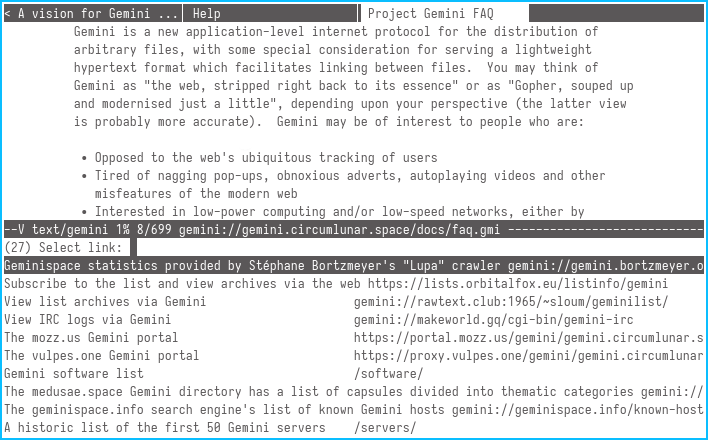 < A vision for Gemini ...│ Help │ Project Gemini FAQ
Gemini is a new application-level internet protocol for the distribution of
arbitrary files, with some special consideration for serving a lightweight
hypertext format which facilitates linking between files.  You may think of
Gemini as "the web, stripped right back to its essence" or as "Gopher, souped up
and modernised just a little", depending upon your perspective (the latter view
is probably more accurate).  Gemini may be of interest to people who are:
• Opposed to the web's ubiquitous tracking of users
• Tired of nagging pop-ups, obnoxious adverts, autoplaying videos and other
misfeatures of the modern web
• Interested in low-power computing and/or low-speed networks, either by
--V text/gemini 1% 8/699 gemini://gemini.circumlunar.space/docs/faq.gmi ---------------------------
(27) Select link:
Geminispace statistics provided by Stéphane Bortzmeyer's "Lupa" crawler gemini://gemini.bortzmeyer.o
Subscribe to the list and view archives via the web https://lists.orbitalfox.eu/listinfo/gemini
View list archives via Gemini gemini://rawtext.club:1965/~sloum/geminilist/
View IRC logs via Gemini gemini://makeworld.gq/cgi-bin/gemini-irc
The mozz.us Gemini portal https://portal.mozz.us/gemini/gemini.circumlunar.s
The vulpes.one Gemini portal https://proxy.vulpes.one/gemini/gemini.circumlunar
Gemini software list /software/
The medusae.space Gemini directory has a list of capsules divided into thematic categories gemini://
The geminispace.info search engine's list of known Gemini hosts gemini://geminispace.info/known-host
A historic list of the first 50 Gemini servers /servers/